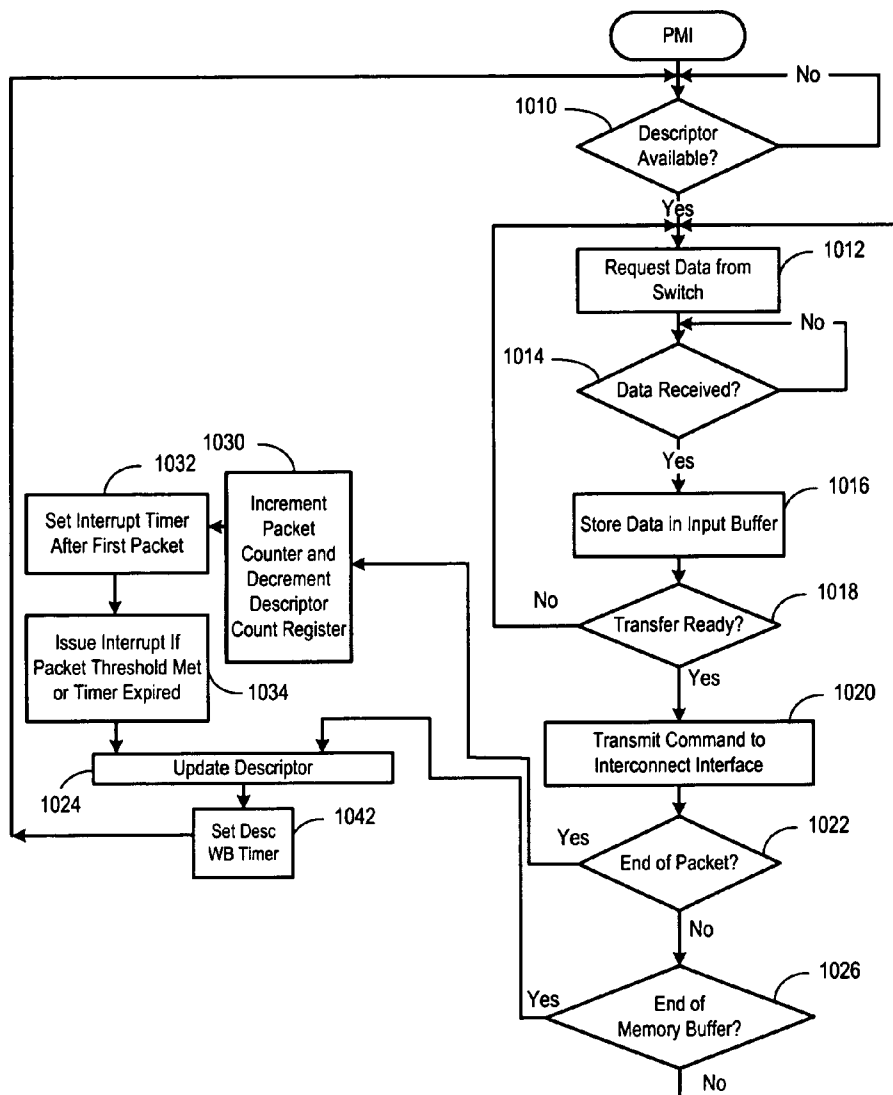 PMI
No
1010
Descriptor
Available?
Yes
Request Data from
Switch
1012
No
1014
Data Received?
Yes
1016
Store Data in Input Buffer
No
1018
Transfer Ready?
Yes
1020
Transmit Command to
Interconnect Interface
1022
Yes
End of Packet?
No
1026
Yes
End of
Memory Buffer?
No
1030
Increment
Packet
Counter and
Decrement
Descriptor
Count Register
1032
Set Interrupt Timer
After First Packet
Issue Interrupt If
Packet Threshold Met
or Timer Expired
1034
Update Descriptor
1024
1042
Set Desc
WB Timer